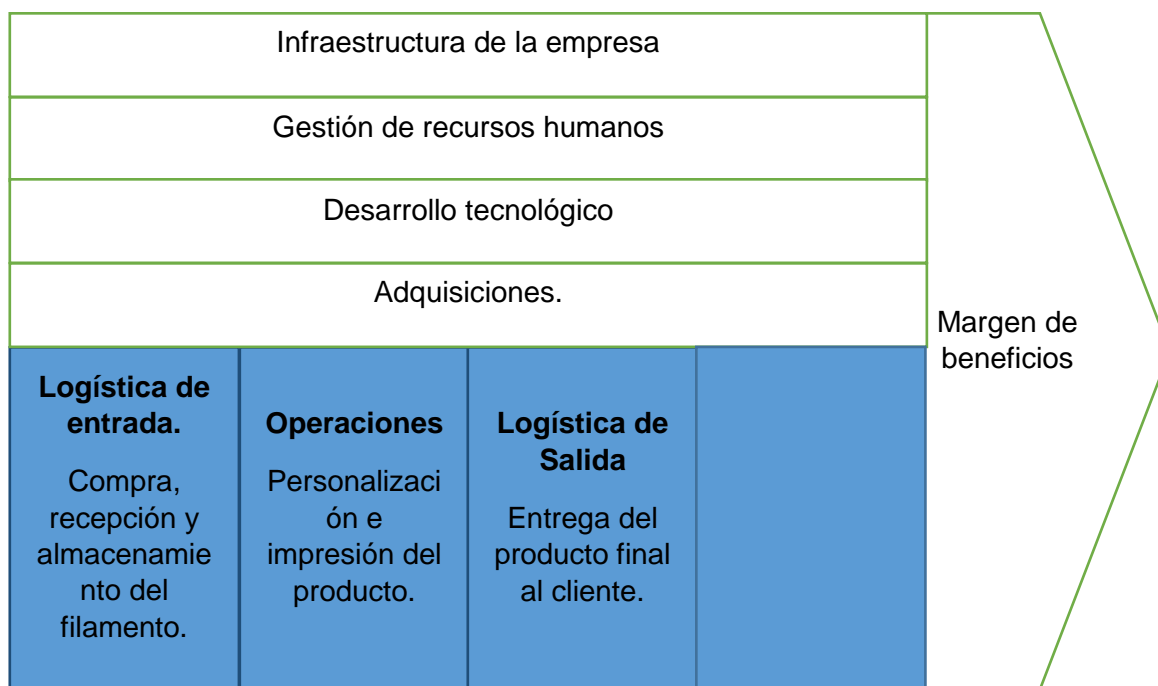 Infraestructura de la empresa
Gestión de recursos humanos
Desarrollo tecnológico
Adquisiciones.
Margen de
beneficios
Logística de
entrada.
Compra,
recepción y
almacenamie
nto del
filamento.
Operaciones
Personalizaci
ón e
impresión del
producto.
Logística de
Salida
Entrega del
producto final
al cliente.